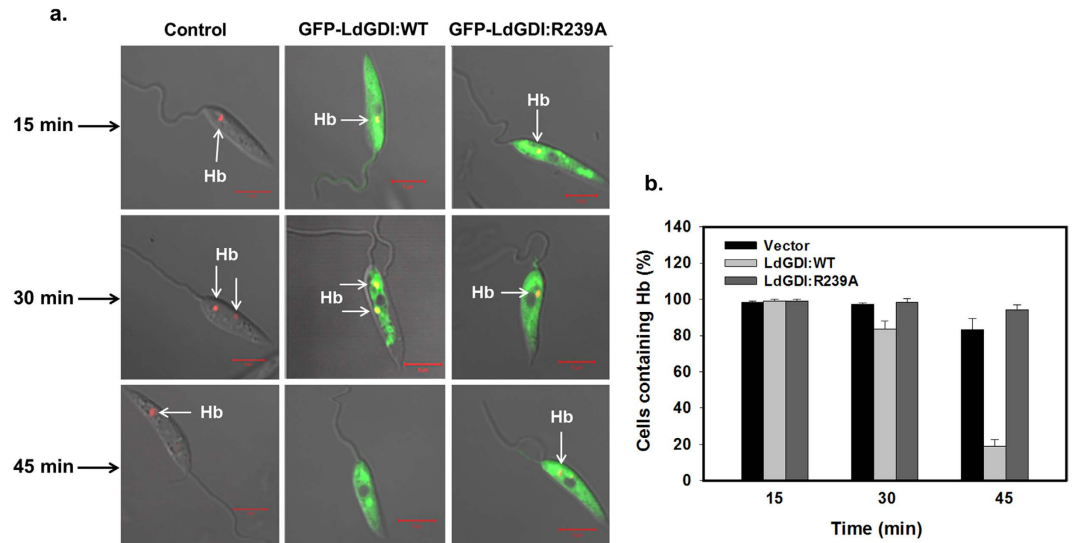 a.
Control
GFP-LdGDI:WT
GFP-LdGDI:R239A
15 min
Hb
Hb
Hb
30 min
Hb
Hb
Hb
45 min
Hb
Hb
b.
Cells containing Hb (%)
140
120
100
80
60
40
20
0
Vector
LdGDI:WT
LdGDI:R239A
15
30
45
Time (min)